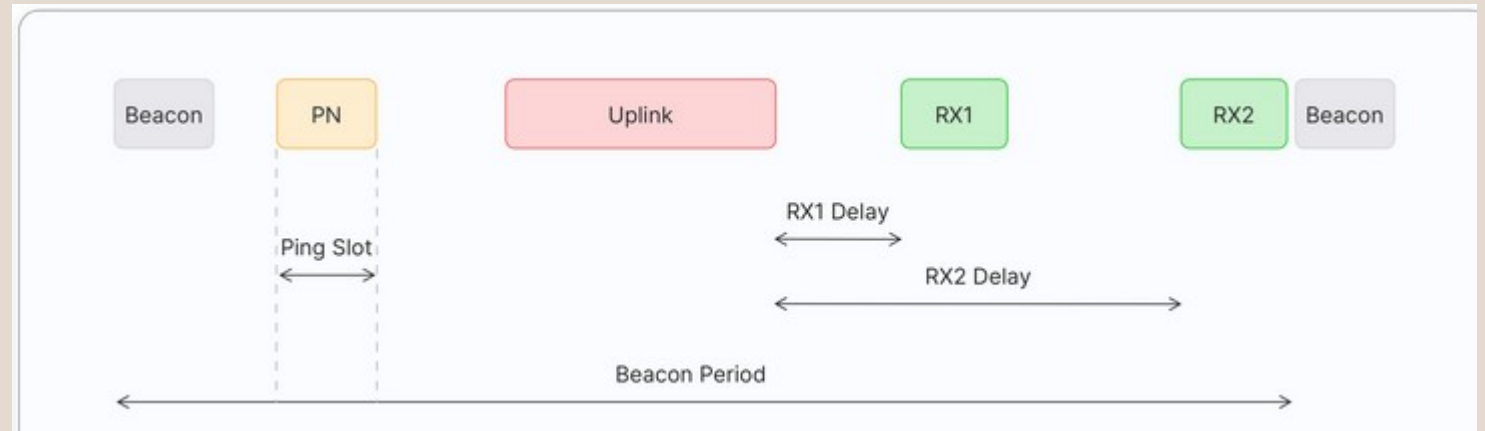 Beacon
PN
Uplink
RX1
RX2
Beacon
RX1 Delay
Ping Slot
RX2 Delay
Beacon Period